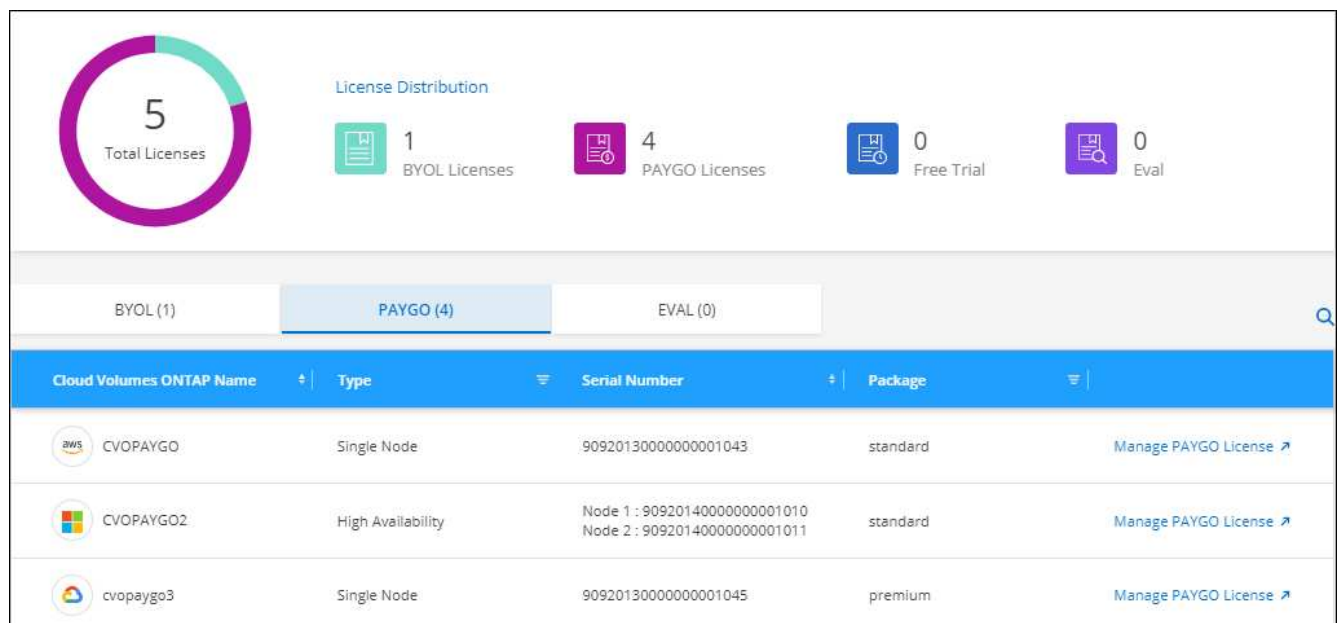 5
Total Licenses
License Distribution
1
BYOL Licenses
4
PAYGO Licenses
0
Free Trial
0
Eval
BYOL (1)
PAYGO (4)
EVAL (0)
Cloud Volumes ONTAP Name
Type
Serial Number
Package
aws
CVOPAYGO
Single Node
90920130000000001043
standard
Manage PAYGO License
CVOPAYGO2
High Availability
Node 1 : 90920140000000001010
Node 2 : 90920140000000001011
standard
Manage PAYGO License
cvopaygo3
Single Node
90920130000000001045
premium
Manage PAYGO License